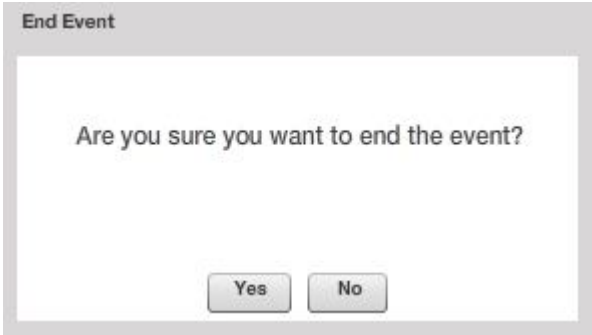 End Event
Are you sure you want to end the event?
Yes No